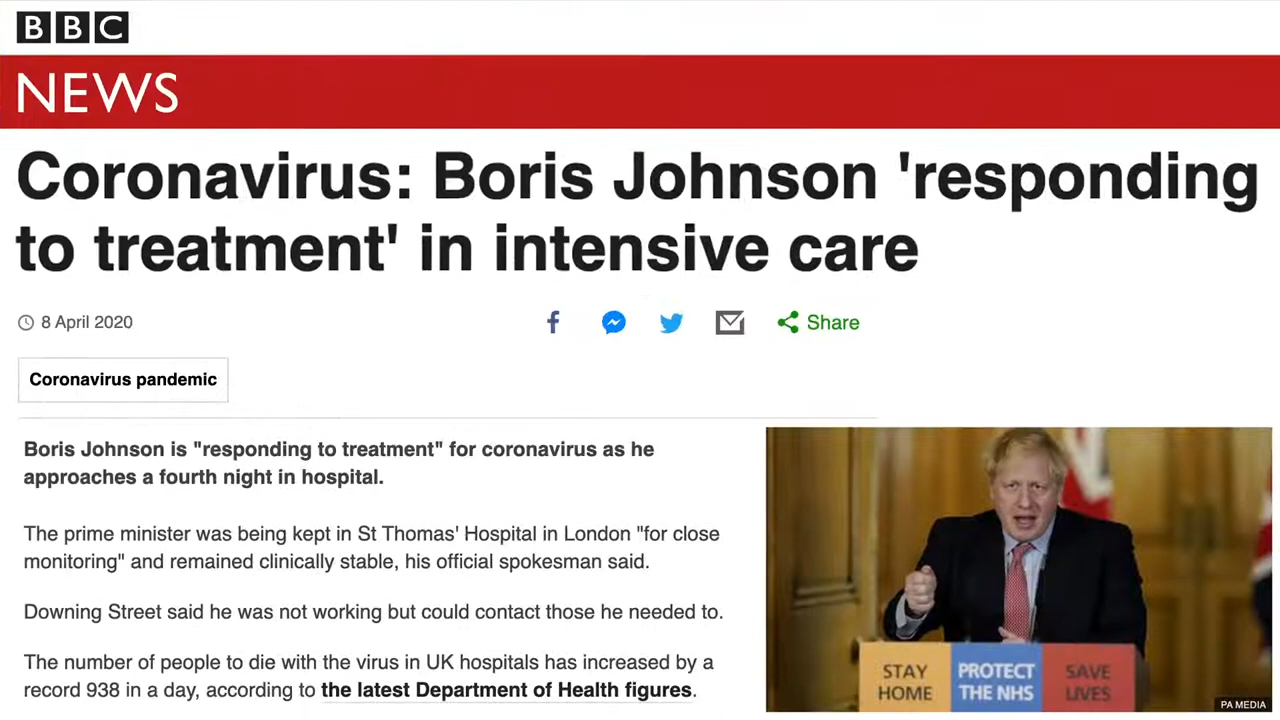 BBC
NEWS
Coronavirus: Boris Johnson 'responding
to treatment' in intensive care
8 April 2020
Share
Coronavirus pandemic
Boris Johnson is "responding to treatment" for coronavirus as he
approaches a fourth night in hospital.
The prime minister was being kept in St Thomas' Hospital in London "for close
monitoring" and remained clinically stable, his official spokesman said.
Downing Street said he was not working but could contact those he needed to.
The number of people to die with the virus in UK hospitals has increased by a
record 938 in a day, according to the latest Department of Health figures.
STAY
HOME
PROTECT
THE NHS
SAVE
LIVES
PA MEDIA